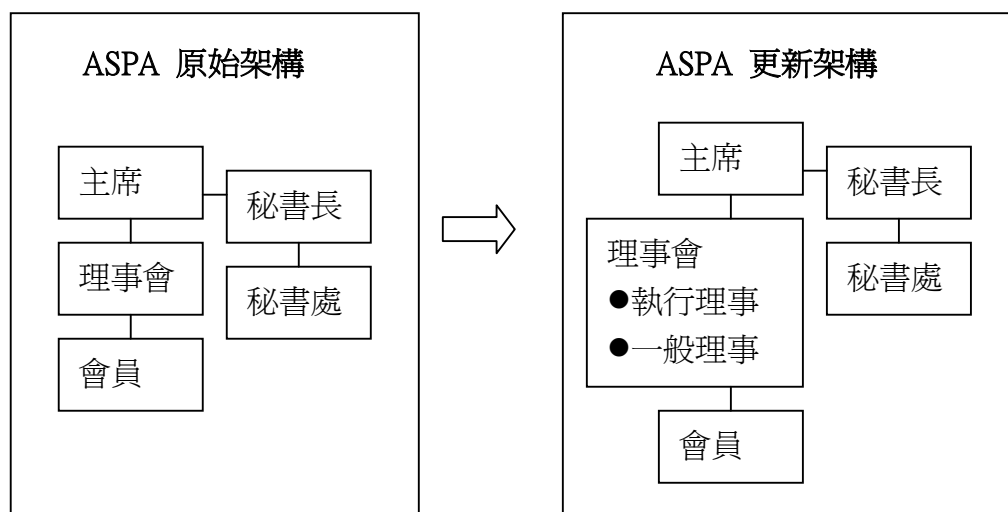 ASPA 原始架構
主席
秘書長
理事會
秘書處
會員
ASPA 更新架構
主席
秘書長
理事會
●執行理事
●一般理事
秘書處
會員